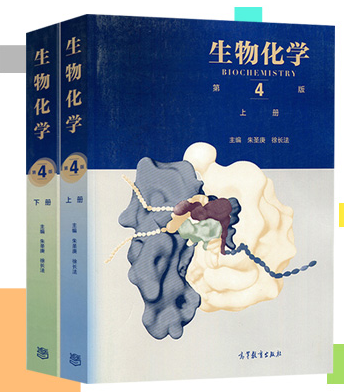 生物化学
BIOCHEMISTRY
第 4 版
上 册
主编 朱圣庚 徐长法
高等教育出版社
生物化学
第4版
上册
主编 朱圣庚 徐长法
生物化学
第4版
下册
主编 朱圣庚 徐长法